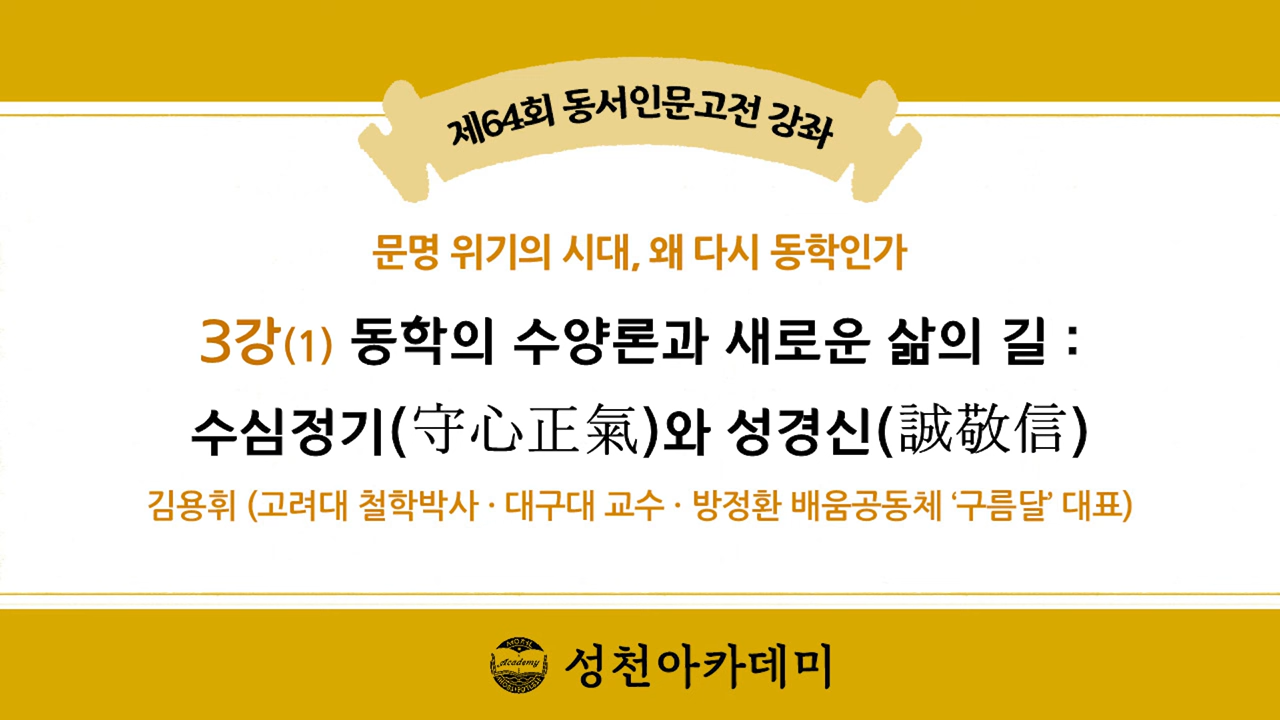 제64회 동서인문고전 강좌
문명 위기의 시대, 왜 다시 동학인가
3강(1) 동학의 수양론과 새로운 삶의 길 :
수심정기(守心正氣)와 성경신(誠敬信)
김용휘 (고려대 철학박사 · 대구대 교수 · 방정환 배움공동체 ‘구름달’ 대표)
Academy
성천아카데미